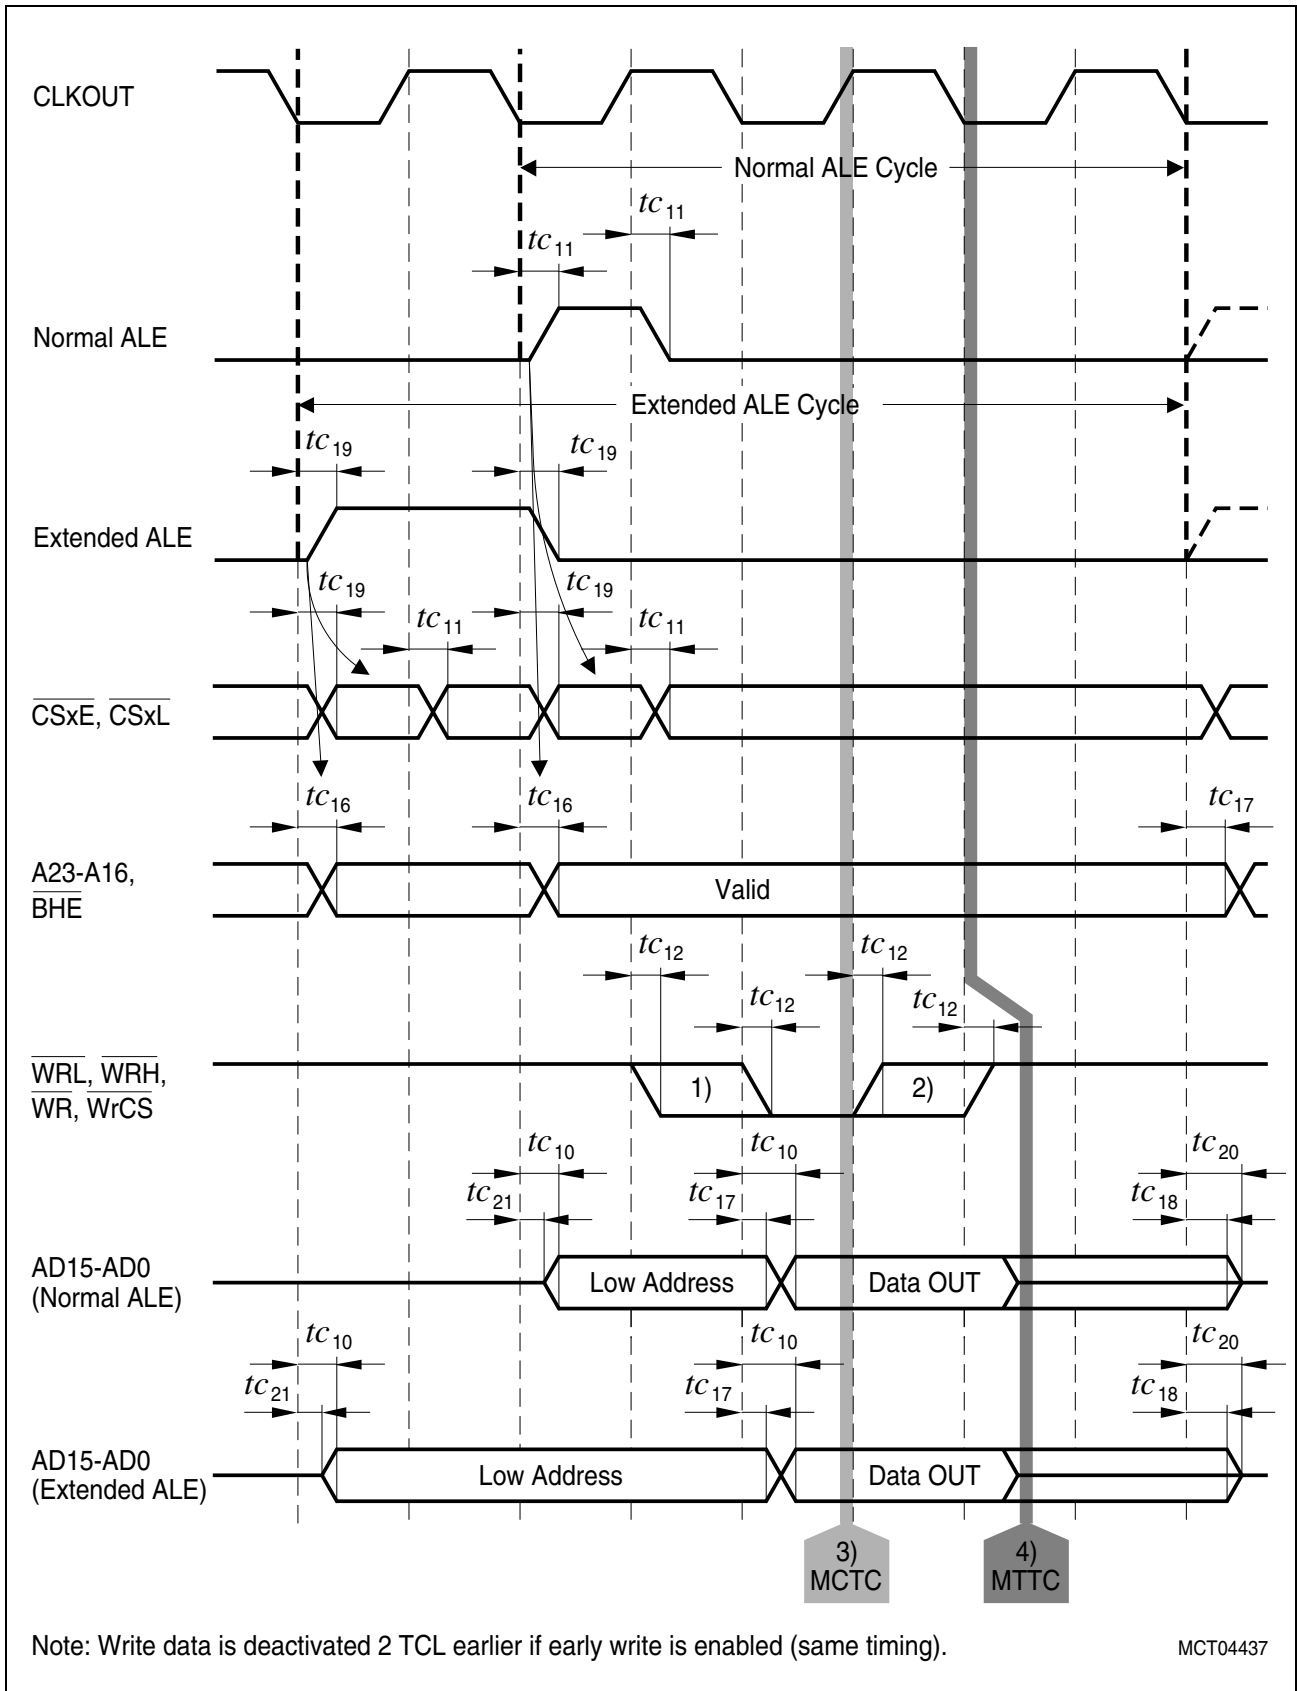 CLKOUT
Normal ALE Cycle
tc11
tc11
Normal ALE
Extended ALE Cycle
tc19
tc19
Extended ALE
tc19
tc19
tc11
tc11
CSxE, CSxL
tc16
tc16
tc17
A23-A16,
BHE
Valid
tc12
tc12
tc12
tc12
WRL, WRH,
WR, WrCS
1)
2)
tc10
tc10
tc20
tc21
tc17
tc18
AD15-AD0
(Normal ALE)
Low Address
Data OUT
tc10
tc10
tc20
tc21
tc17
tc18
AD15-AD0
(Extended ALE)
Low Address
Data OUT
3)
MCTC
4)
MTTC
Note: Write data is deactivated 2 TCL earlier if early write is enabled (same timing).
MCT04437